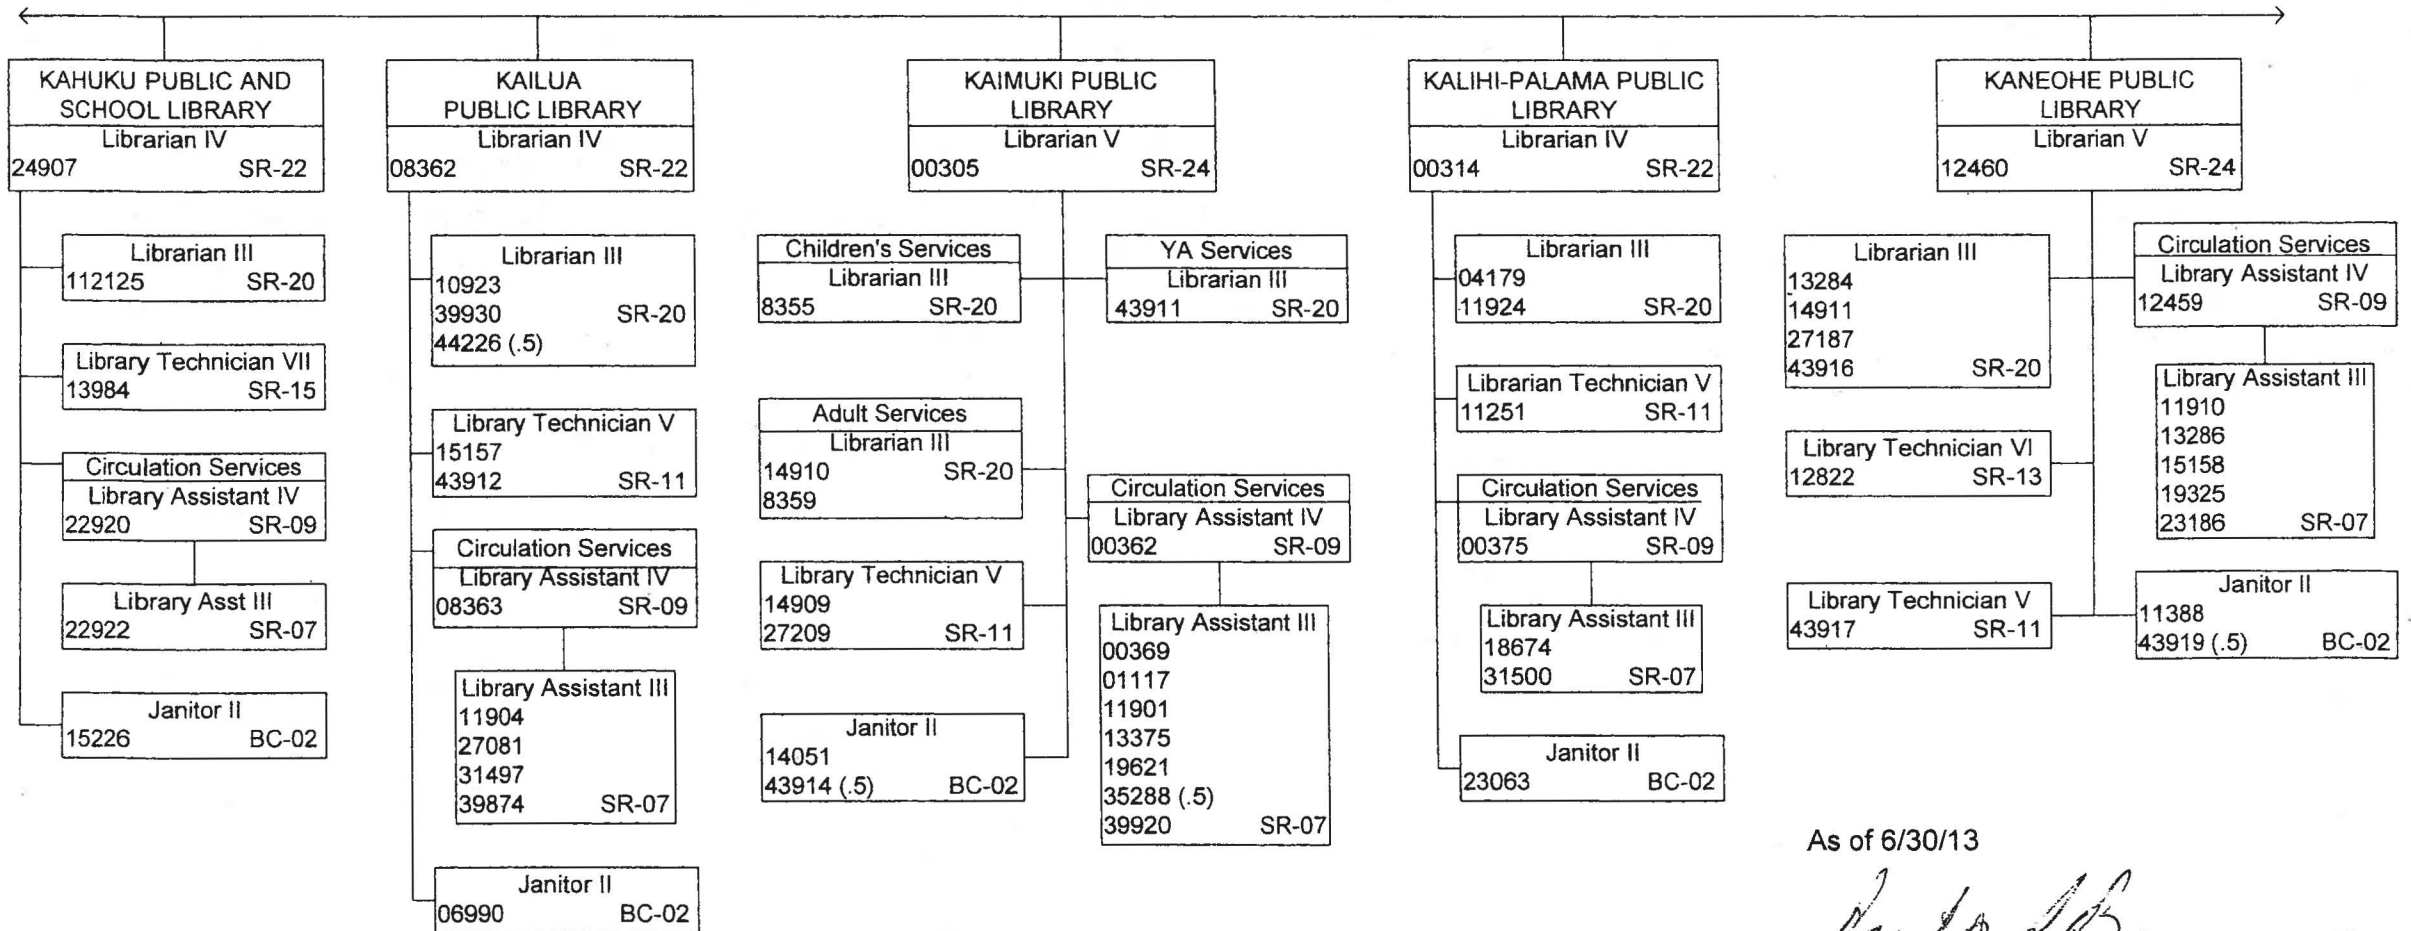 KAHUKU PUBLIC AND
SCHOOL LIBRARY
Librarian IV
24907 SR-22
Librarian III
112125 SR-20
Library Technician VII
13984 SR-15
Circulation Services
Library Assistant IV
22920 SR-09
Library Asst III
22922 SR-07
Janitor II
15226 BC-02
KAILUA
PUBLIC LIBRARY
Librarian IV
08362 SR-22
Librarian III
10923
39930 SR-20
44226 (.5)
Library Technician V
15157
43912 SR-11
Circulation Services
Library Assistant IV
08363 SR-09
Library Assistant III
11904
27081
31497
39874 SR-07
Janitor II
06990 BC-02
KAIMUKI PUBLIC
LIBRARY
Librarian V
00305 SR-24
Children's Services
Librarian III
8355 SR-20
YA Services
Librarian III
43911 SR-20
Adult Services
Librarian III
14910 SR-20
8359
Circulation Services
Library Assistant IV
00362 SR-09
Library Technician V
14909
27209 SR-11
Library Assistant III
00369
01117
11901
13375
19621
35288 (.5)
39920 SR-07
Janitor II
14051
43914 (.5) BC-02
KALIHI-PALAMA PUBLIC
LIBRARY
Librarian IV
00314 SR-22
Librarian III
04179
11924 SR-20
Librarian Technician V
11251 SR-11
Circulation Services
Library Assistant IV
00375 SR-09
Library Assistant III
18674
31500 SR-07
Janitor II
23063 BC-02
KANEOHE PUBLIC
LIBRARY
Librarian V
12460 SR-24
Librarian III
13284
14911
27187
43916 SR-20
Circulation Services
Library Assistant IV
12459 SR-09
Library Assistant III
11910
13286
15158
19325
23186 SR-07
Library Technician VI
12822 SR-13
Library Technician V
43917 SR-11
Janitor II
11388
43919 (.5) BC-02
As of 6/30/13